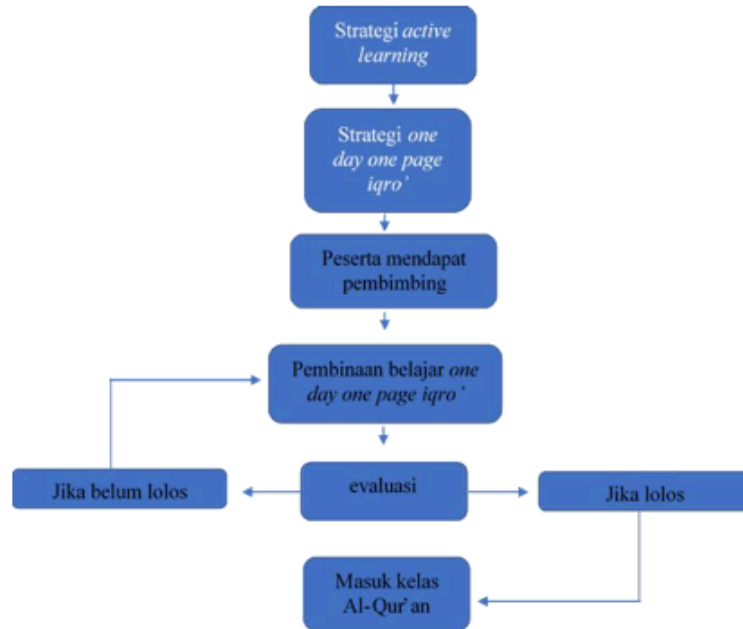 Strategi active
learning
Strategi one
day one page
iqro’
Peserta mendapat
pembimbing
Pembinaan belajar one
day one page iqro’
Jika belum lolos
evaluasi
Jika lolos
Masuk kelas
Al-Qur’an